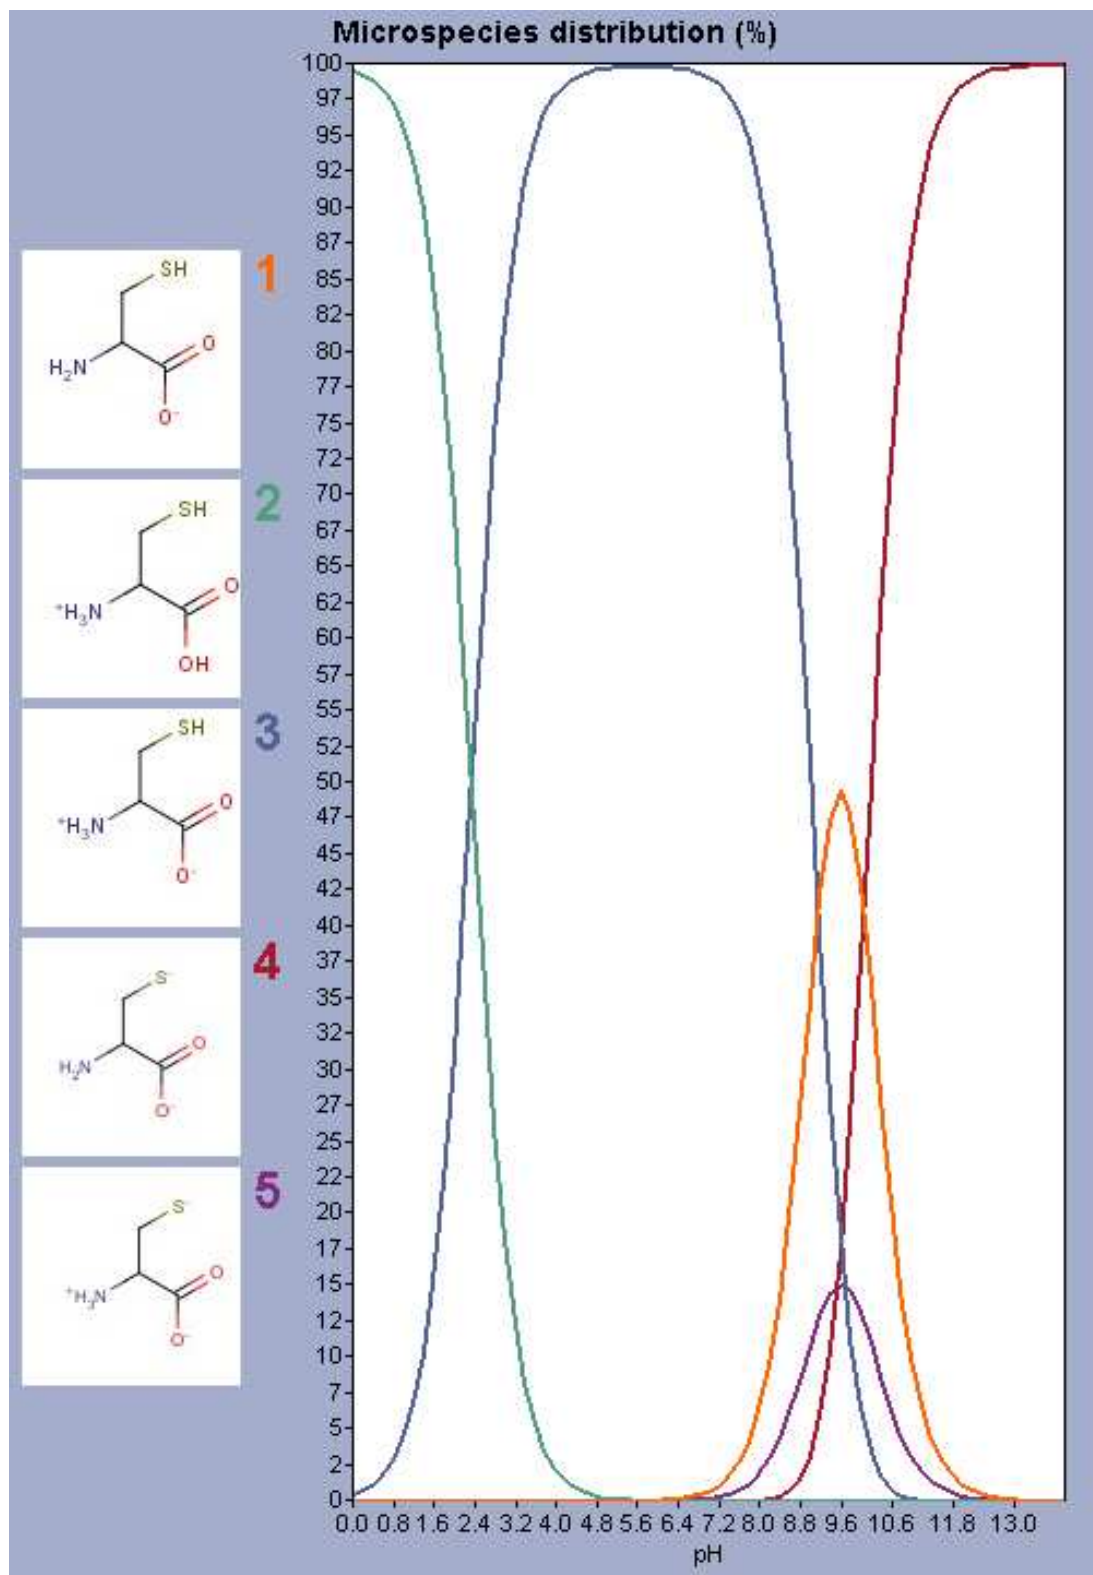 Microspecies distribution (%)
100
97
95
92
90
87
85
82
80
77
75
72
70
67
65
62
60
57
55
52
50
47
45
42
40
37
35
32
30
27
25
22
20
17
15
12
10
7
5
2
0
0.0 0.8 1.6 2.4 3.2 4.0 4.8 5.6 6.4 7.2 8.0 8.8 9.6 10.6 11.8 13.0
pH
1
SH
O
H₂N
O⁻
2
SH
O
⁺H₃N
OH
3
SH
O
⁺H₃N
O⁻
4
S⁻
O
H₂N
O⁻
5
S⁻
O
⁺H₃N
O⁻